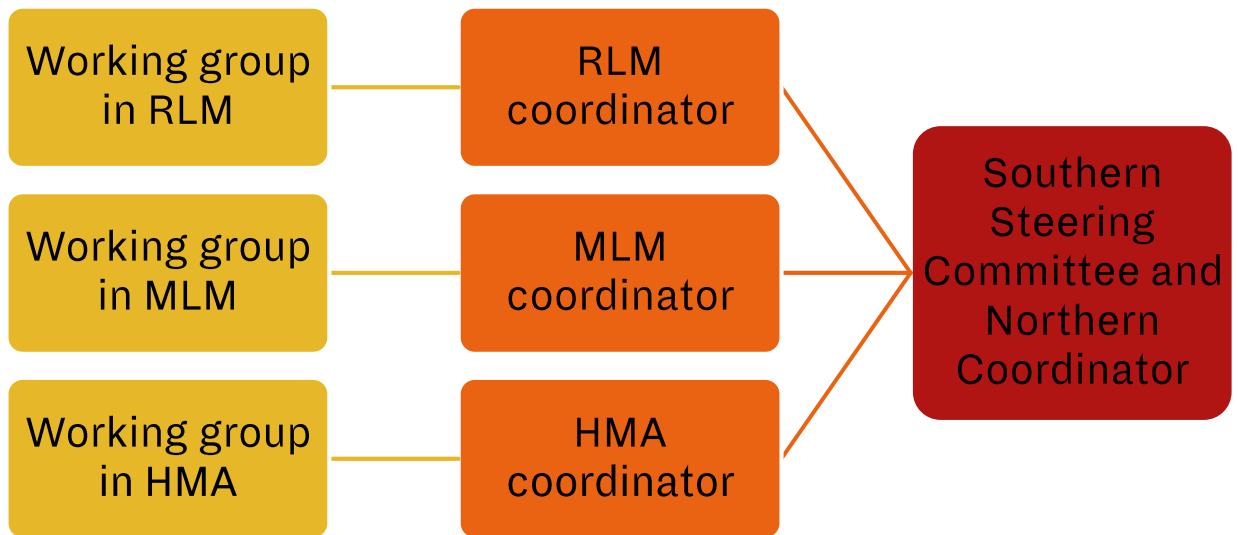 Working group
in RLM
RLM
coordinator
Working group
in MLM
MLM
coordinator
Working group
in HMA
HMA
coordinator
Southern
Steering
Committee and
Northern
Coordinator